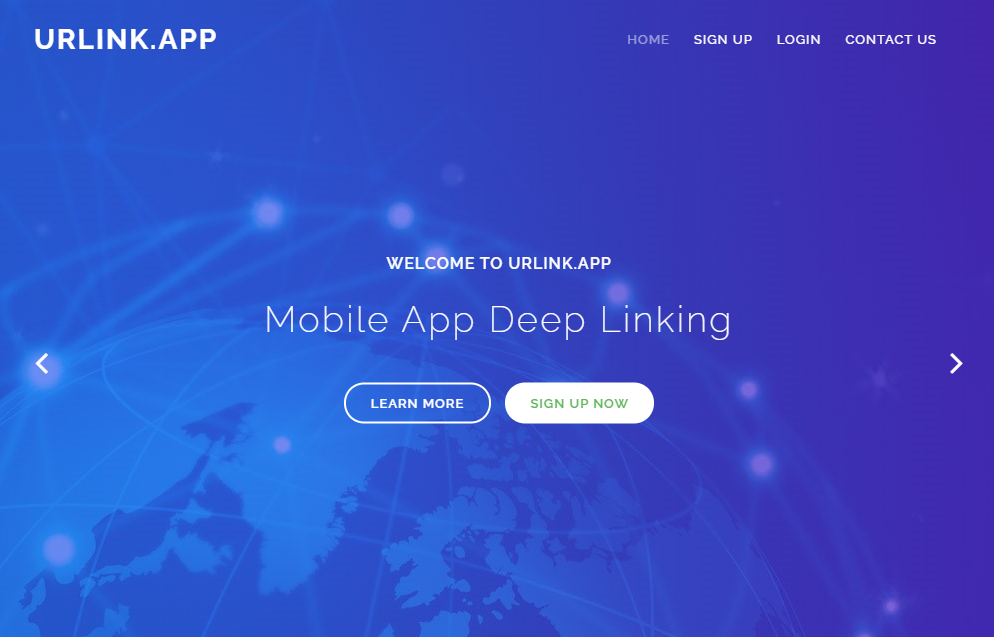 URLINK.APP
HOME SIGN UP LOGIN CONTACT US
WELCOME TO URLINK.APP
Mobile App Deep Linking
LEARN MORE SIGN UP NOW